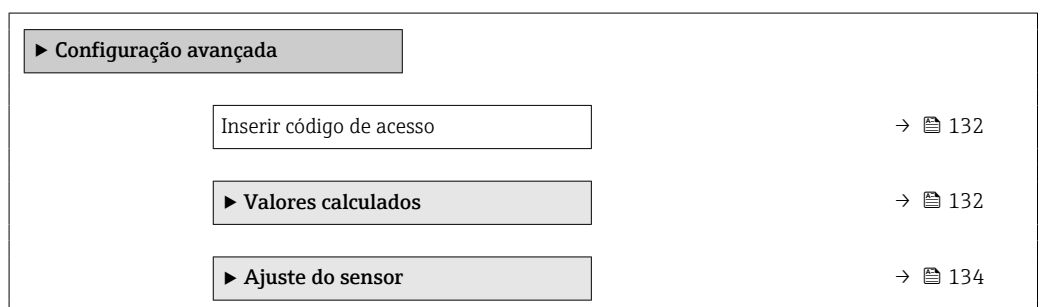 ▶ Configuração avançada
Inserir código de acesso → 132
▶ Valores calculados → 132
▶ Ajuste do sensor → 134